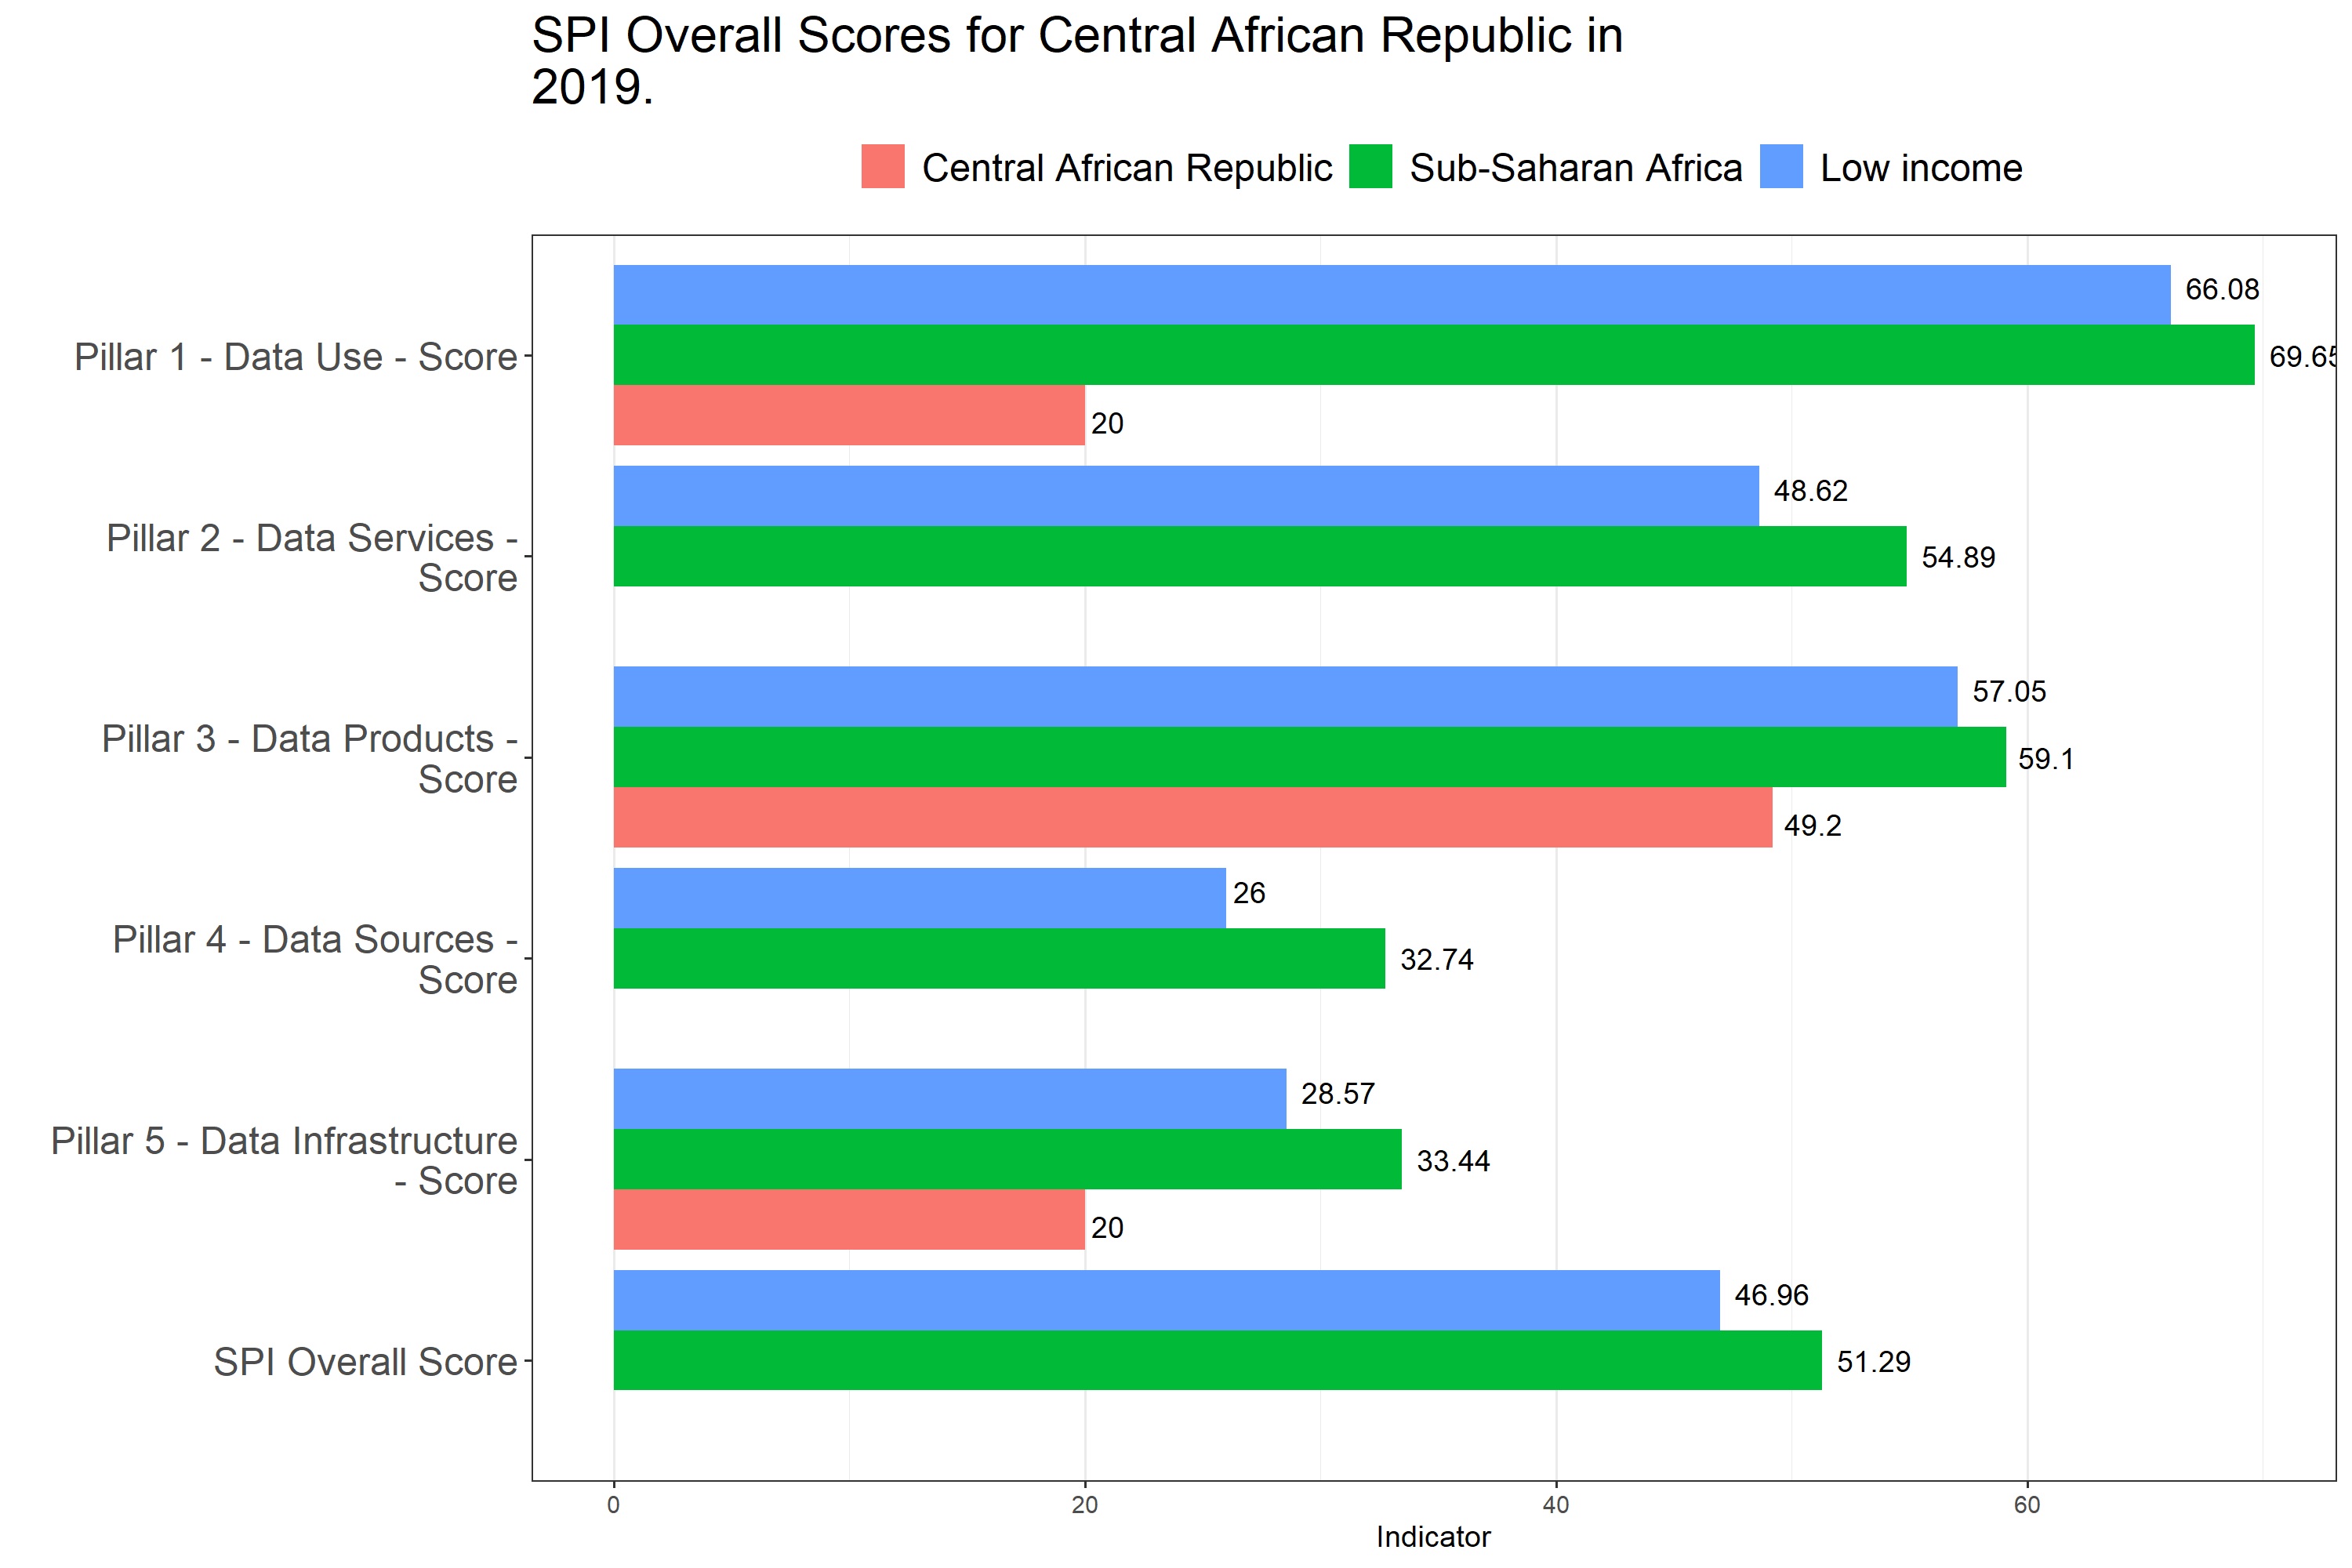 SPI Overall Scores for Central African Republic in
2019.
Central African Republic Sub-Saharan Africa Low income
66.08
Pillar 1 - Data Use - Score
69.65
20
48.62
Pillar 2 - Data Services -
Score
54.89
57.05
Pillar 3 - Data Products -
Score
59.1
49.2
26
Pillar 4 - Data Sources -
Score
32.74
28.57
Pillar 5 - Data Infrastructure
- Score
33.44
20
46.96
SPI Overall Score
51.29
0 20 40 60
Indicator